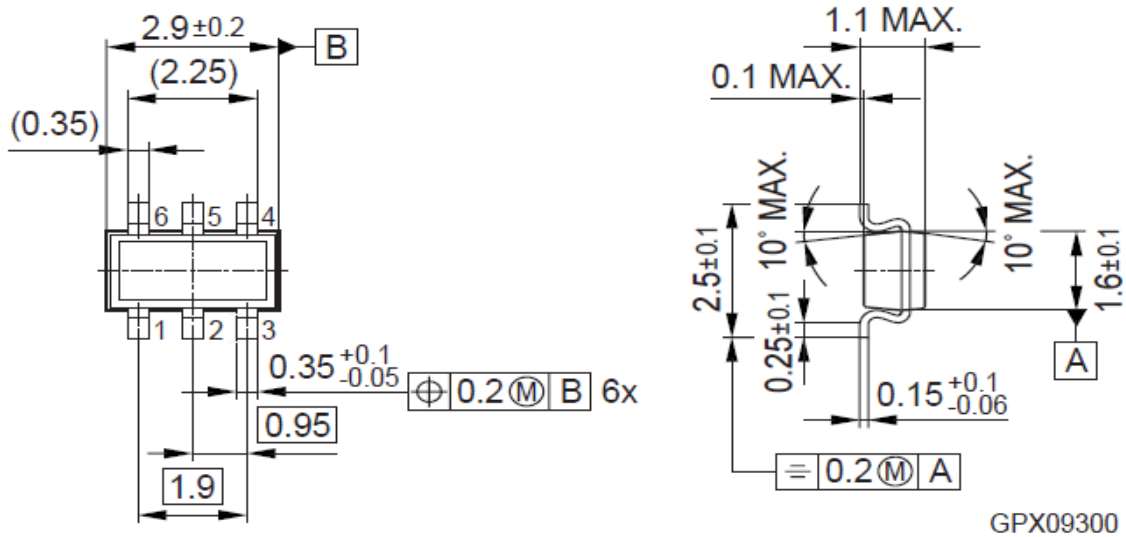 2.9±0.2
B
(2.25)
(0.35)
6 5 4
1 2 3
0.35 +0.1 -0.05
⌖ 0.2 Ⓜ B 6x
0.95
1.9
1.1 MAX.
0.1 MAX.
10° MAX.
10° MAX.
2.5±0.1
1.6±0.1
0.25±0.1
A
0.15 +0.1 -0.06
⌯ 0.2 Ⓜ A
GPX09300